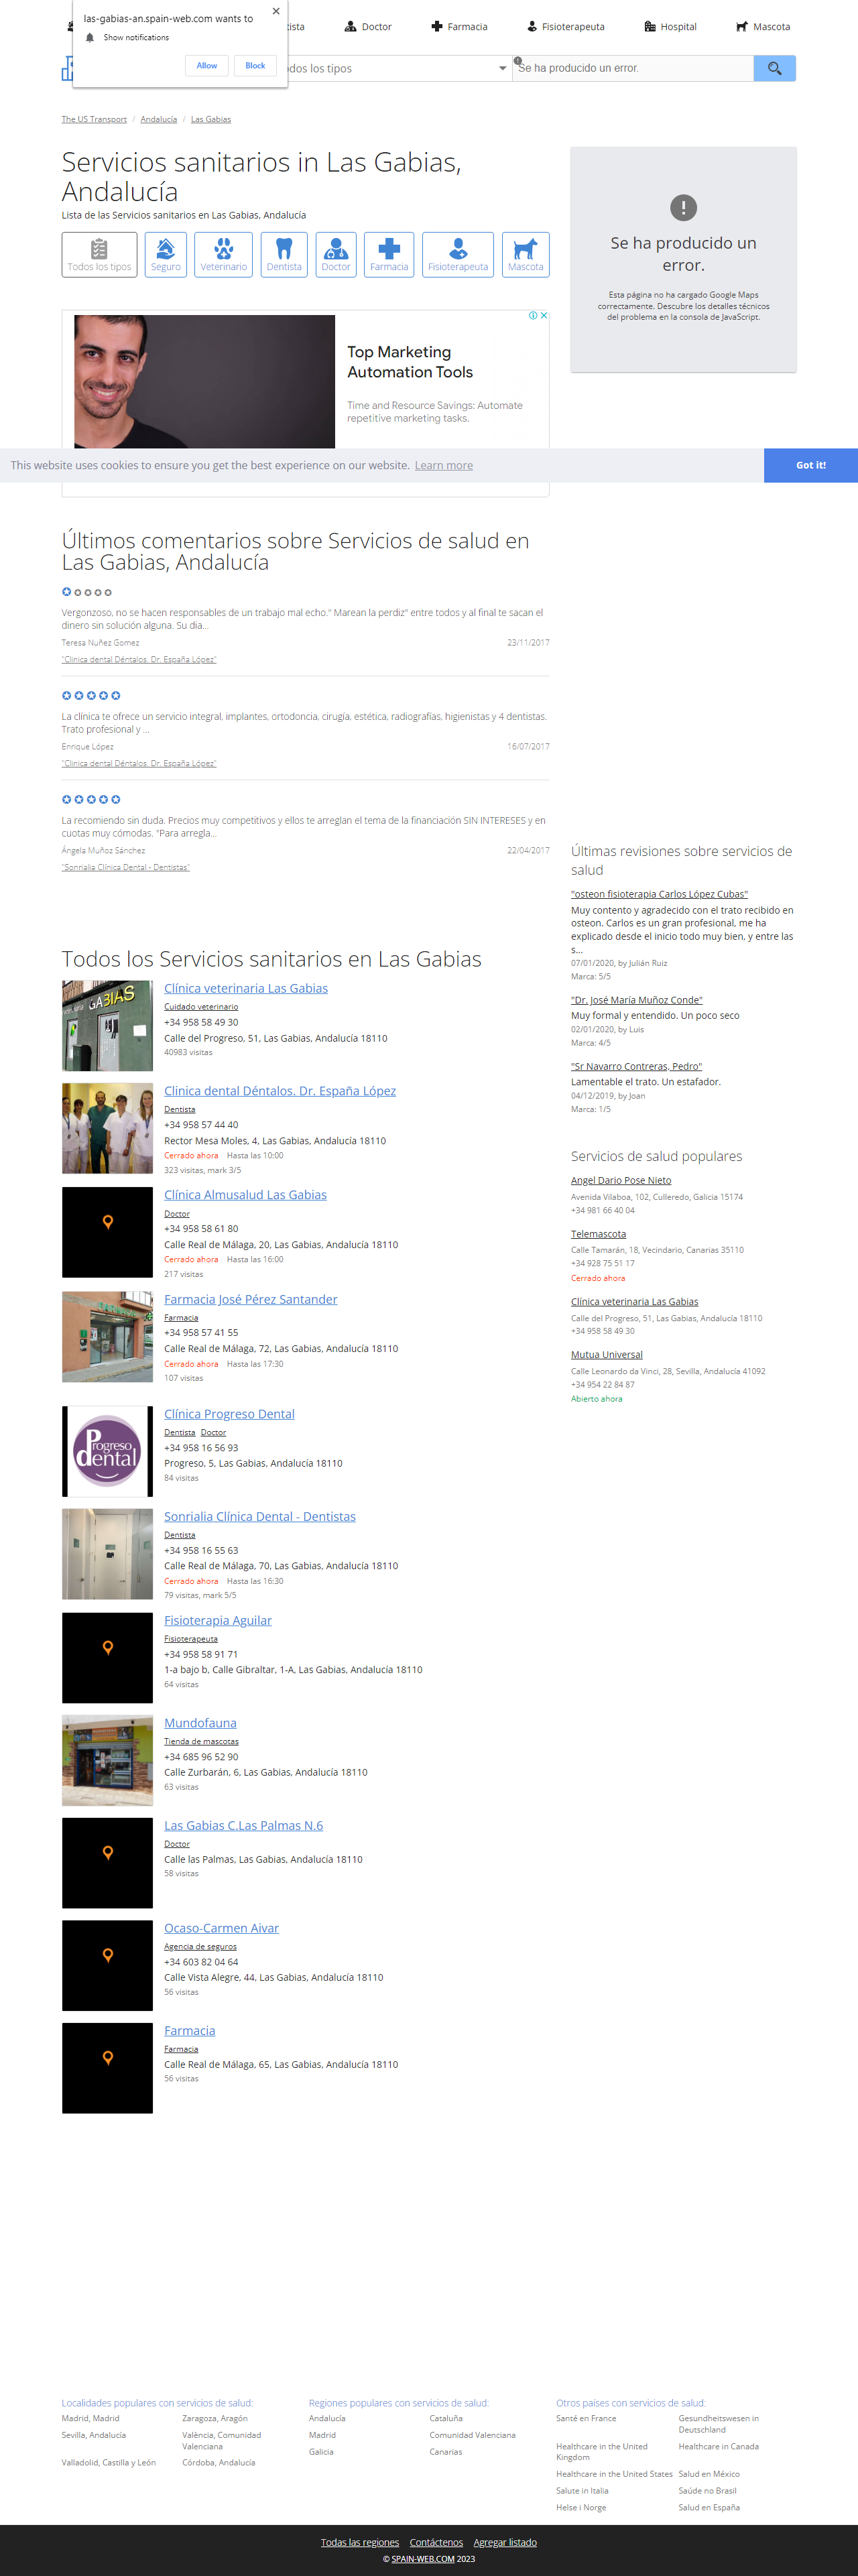 las-gabias-an.spain-web.com wants to
Show notifications
Allow
Block
Doctor
Farmacia
Fisioterapeuta
Hospital
Mascota
Se ha producido un error.
The US Transport / Andalucía / Las Gabias
Servicios sanitarios in Las Gabias,
Andalucía
Lista de las Servicios sanitarios en Las Gabias, Andalucía
Todos los tipos
Seguro
Veterinario
Dentista
Doctor
Farmacia
Fisioterapeuta
Mascota
Se ha producido un
error.
Esta página no ha cargado Google Maps
correctamente. Descubre los detalles técnicos
del problema en la consola de JavaScript.
Top Marketing
Automation Tools
Time and Resource Savings: Automate
repetitive marketing tasks.
This website uses cookies to ensure you get the best experience on our website. Learn more
Got it!
Últimos comentarios sobre Servicios de salud en
Las Gabias, Andalucía
Vergonzoso, no se hacen responsables de un trabajo mal echo." Marean la perdiz" entre todos y al final te sacan el
dinero sin solución alguna. Su dia...
Teresa Nuñez Gomez 23/11/2017
"Clinica dental Déntalos. Dr. España López"
La clínica te ofrece un servicio integral, implantes, ortodoncia, cirugía, estética, radiografías, higienistas y 4 dentistas.
Trato profesional y ...
Enrique López 16/07/2017
"Clinica dental Déntalos. Dr. España López"
La recomiendo sin duda. Precios muy competitivos y ellos te arreglan el tema de la financiación SIN INTERESES y en
cuotas muy cómodas. "Para arregla...
Ángela Muñoz Sánchez 22/04/2017
"Sonrialia Clínica Dental - Dentistas"
Todos los Servicios sanitarios en Las Gabias
GABIAS
Clínica veterinaria Las Gabias
Cuidado veterinario
+34 958 58 49 30
Calle del Progreso, 51, Las Gabias, Andalucía 18110
40983 visitas
Clinica dental Déntalos. Dr. España López
Dentista
+34 958 57 44 40
Rector Mesa Moles, 4, Las Gabias, Andalucía 18110
Cerrado ahora Hasta las 10:00
323 visitas, mark 3/5
Clínica Almusalud Las Gabias
Doctor
+34 958 58 61 80
Calle Real de Málaga, 20, Las Gabias, Andalucía 18110
Cerrado ahora Hasta las 16:00
217 visitas
Farmacia José Pérez Santander
Farmacia
+34 958 57 41 55
Calle Real de Málaga, 72, Las Gabias, Andalucía 18110
Cerrado ahora Hasta las 17:30
107 visitas
Progreso
dental
Clínica Progreso Dental
Dentista Doctor
+34 958 16 56 93
Progreso, 5, Las Gabias, Andalucía 18110
84 visitas
Sonrialia Clínica Dental - Dentistas
Dentista
+34 958 16 55 63
Calle Real de Málaga, 70, Las Gabias, Andalucía 18110
Cerrado ahora Hasta las 16:30
79 visitas, mark 5/5
Fisioterapia Aguilar
Fisioterapeuta
+34 958 58 91 71
1-a bajo b, Calle Gibraltar, 1-A, Las Gabias, Andalucía 18110
64 visitas
Mundofauna
Tienda de mascotas
+34 685 96 52 90
Calle Zurbarán, 6, Las Gabias, Andalucía 18110
63 visitas
Las Gabias C.Las Palmas N.6
Doctor
Calle las Palmas, Las Gabias, Andalucía 18110
58 visitas
Ocaso-Carmen Aivar
Agencia de seguros
+34 603 82 04 64
Calle Vista Alegre, 44, Las Gabias, Andalucía 18110
56 visitas
Farmacia
Farmacia
Calle Real de Málaga, 65, Las Gabias, Andalucía 18110
56 visitas
Últimas revisiones sobre servicios de
salud
"osteon fisioterapia Carlos López Cubas"
Muy contento y agradecido con el trato recibido en
osteon. Carlos es un gran profesional, me ha
explicado desde el inicio todo muy bien, y entre las
s...
07/01/2020, by Julián Ruiz
Marca: 5/5
"Dr. José María Muñoz Conde"
Muy formal y entendido. Un poco seco
02/01/2020, by Luis
Marca: 4/5
"Sr Navarro Contreras, Pedro"
Lamentable el trato. Un estafador.
04/12/2019, by Joan
Marca: 1/5
Servicios de salud populares
Angel Dario Pose Nieto
Avenida Vilaboa, 102, Culleredo, Galicia 15174
+34 981 66 40 04
Telemascota
Calle Tamarán, 18, Vecindario, Canarias 35110
+34 928 75 51 17
Cerrado ahora
Clínica veterinaria Las Gabias
Calle del Progreso, 51, Las Gabias, Andalucía 18110
+34 958 58 49 30
Mutua Universal
Calle Leonardo da Vinci, 28, Sevilla, Andalucía 41092
+34 954 22 84 87
Abierto ahora
Localidades populares con servicios de salud:
Madrid, Madrid
Zaragoza, Aragón
Sevilla, Andalucía
València, Comunidad
Valenciana
Valladolid, Castilla y León
Córdoba, Andalucía
Regiones populares con servicios de salud:
Andalucía
Cataluña
Madrid
Comunidad Valenciana
Galicia
Canarias
Otros países con servicios de salud:
Santé en France
Gesundheitswesen in
Deutschland
Healthcare in the United
Kingdom
Healthcare in Canada
Healthcare in the United States
Salud en México
Salute in Italia
Saúde no Brasil
Helse i Norge
Salud en España
Todas las regiones Contáctenos Agregar listado
© SPAIN-WEB.COM 2023